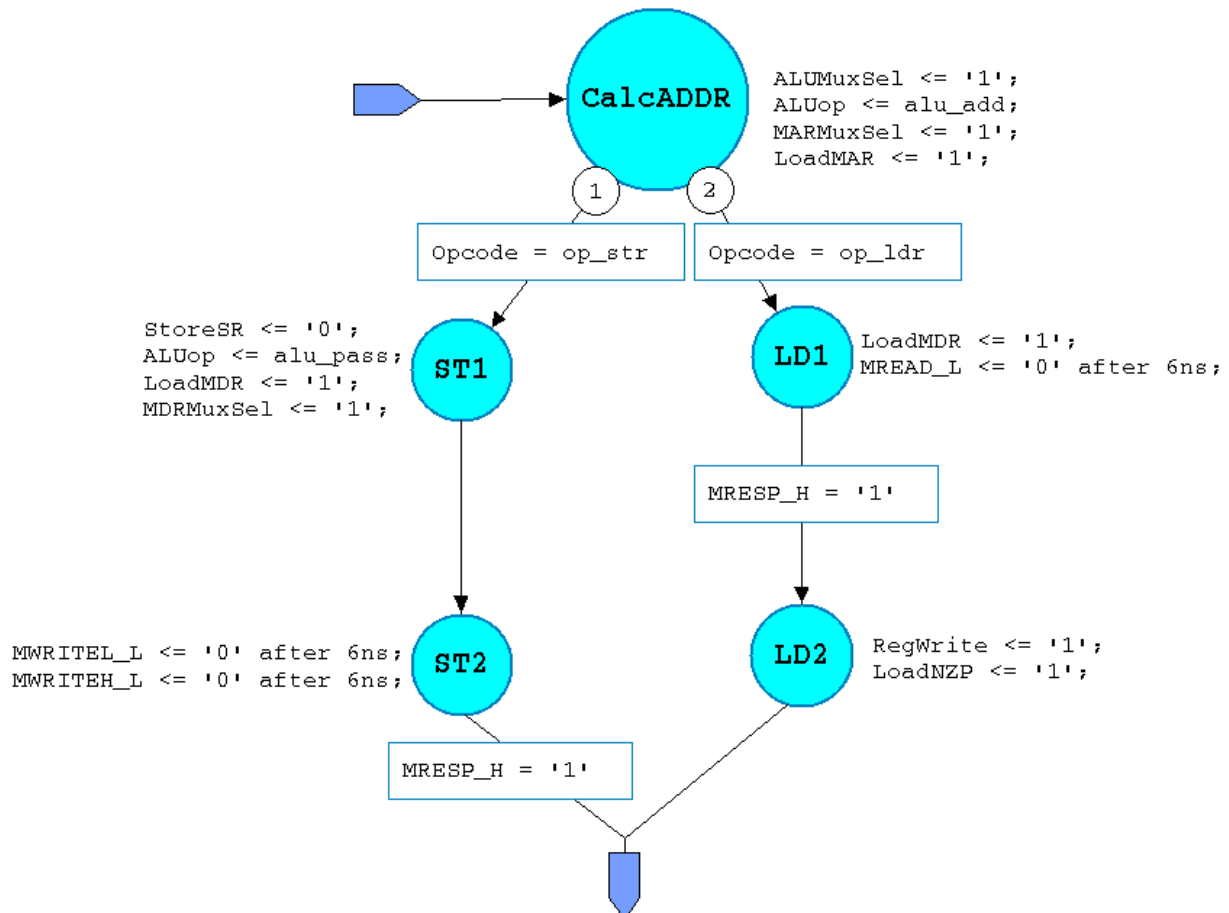 CalcADDR
ALUMuxSel <= '1';
ALUop <= alu_add;
MARMuxSel <= '1';
LoadMAR <= '1';
1
2
Opcode = op_str
Opcode = op_ldr
StoreSR <= '0';
ALUop <= alu_pass;
LoadMDR <= '1';
MDRMuxSel <= '1';
ST1
LD1
LoadMDR <= '1';
MREAD_L <= '0' after 6ns;
MRESP_H = '1'
MWRITEL_L <= '0' after 6ns;
MWRITEH_L <= '0' after 6ns;
ST2
LD2
RegWrite <= '1';
LoadNZP <= '1';
MRESP_H = '1'